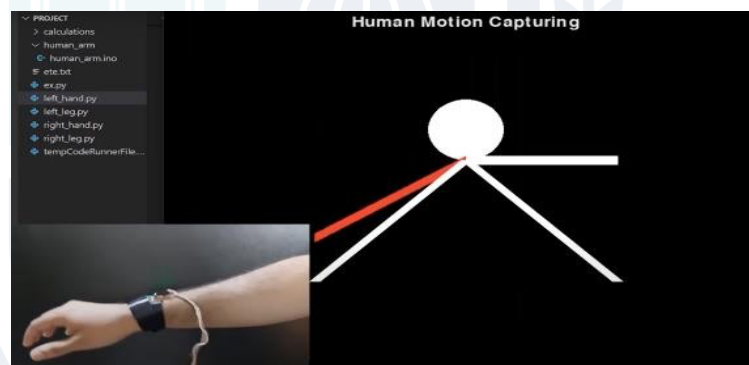 PROJECT
calculations
human_arm
human_arm.ino
ete.txt
ex.py
left_hand.py
left_leg.py
right_hand.py
right_leg.py
tempCodeRunnerFile....
Human Motion Capturing